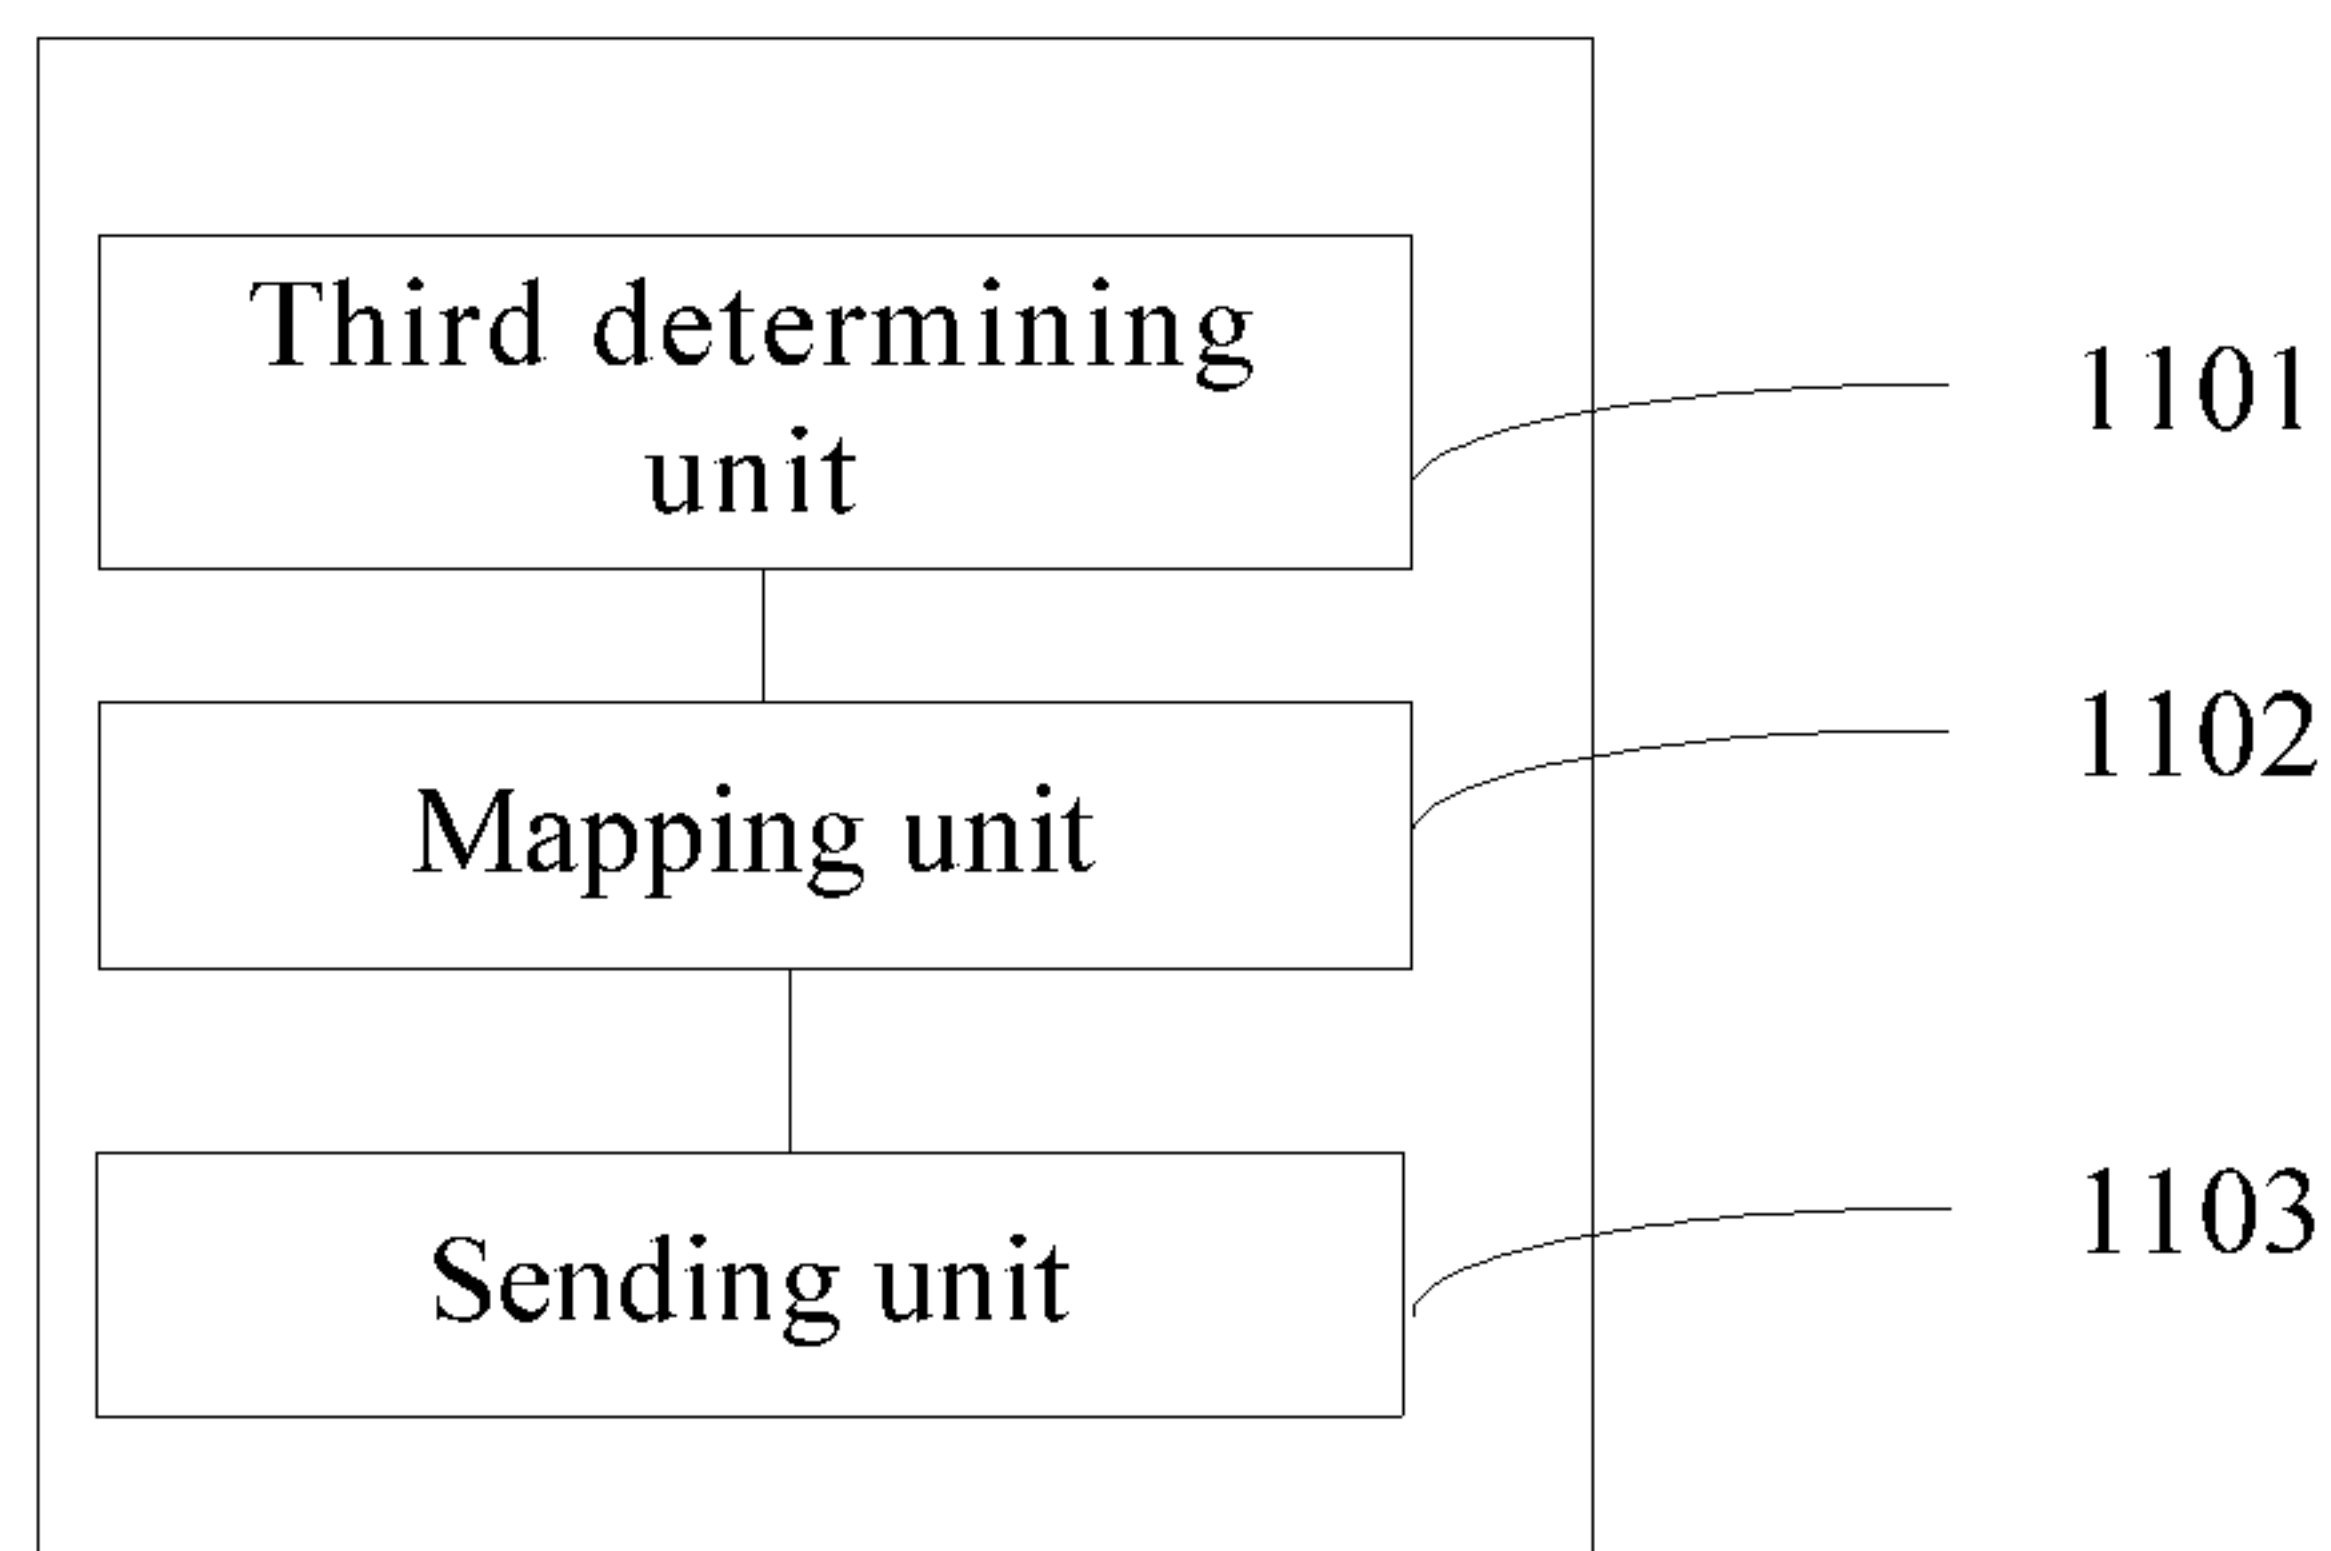 Third determining
unit
1101
Mapping unit
1102
Sending unit
1103